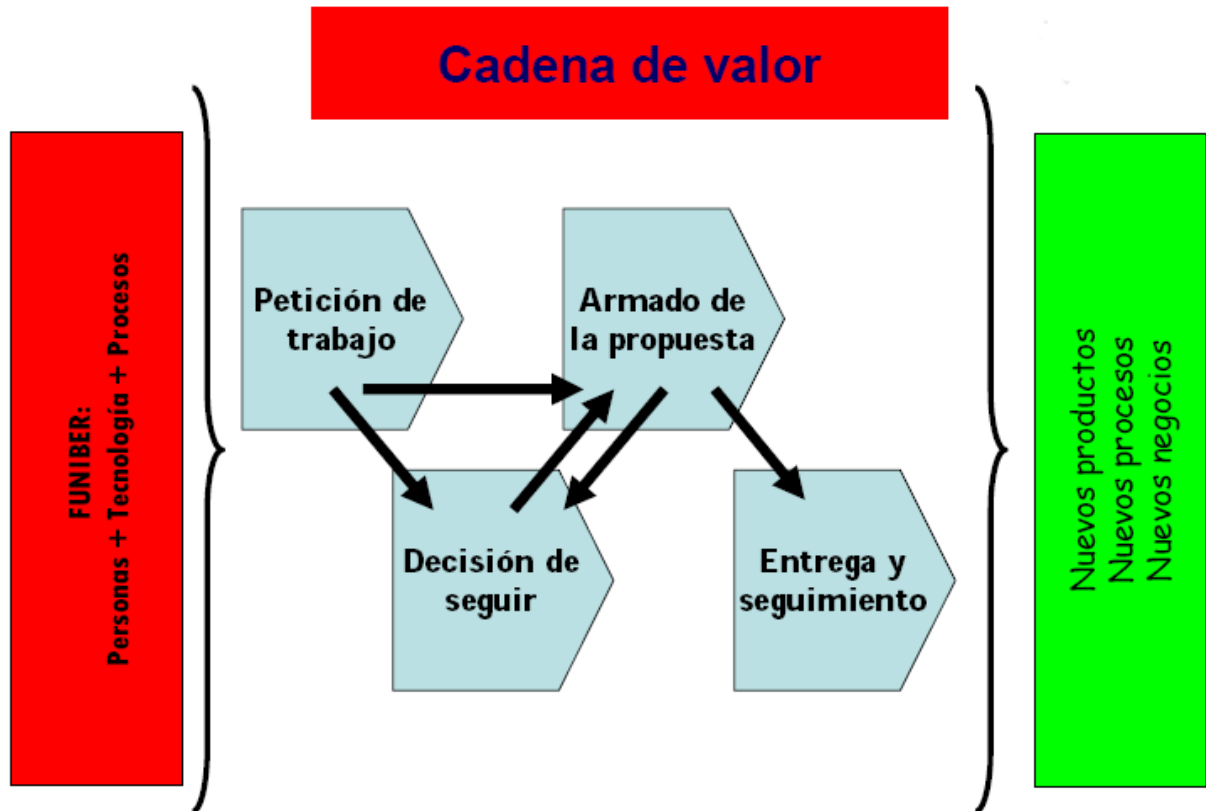 Cadena de valor
FUNIBER:
Personas + Tecnología + Procesos
Petición de
trabajo
Armado de
la propuesta
Decisión de
seguir
Entrega y
seguimiento
Nuevos productos
Nuevos procesos
Nuevos negocios